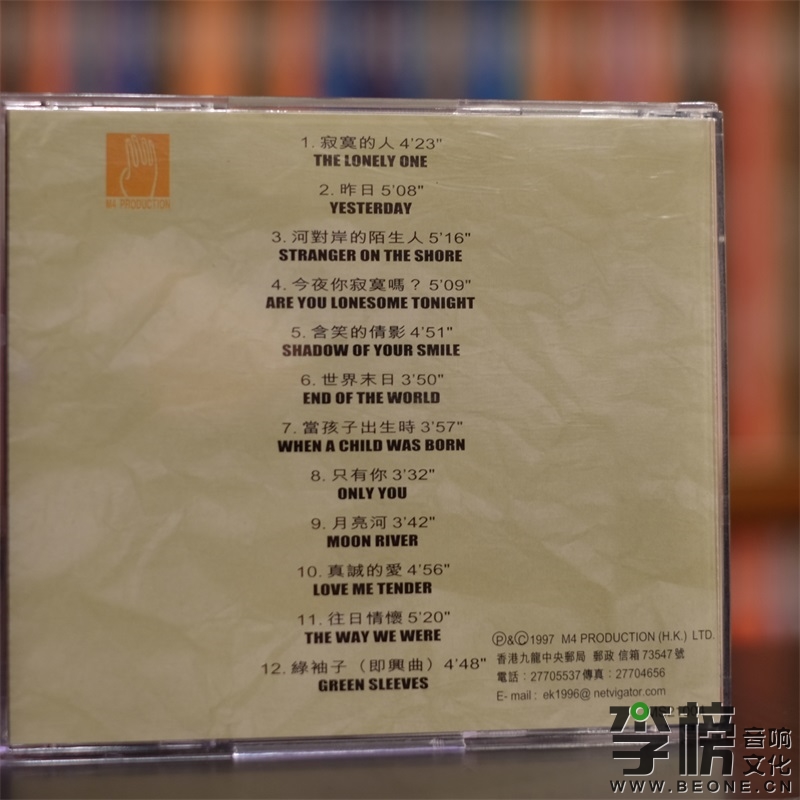 M4 PRODUCTION
1. 寂寞的人 4'23"
THE LONELY ONE
2. 昨日 5'08"
YESTERDAY
3. 河對岸的陌生人 5'16"
STRANGER ON THE SHORE
4. 今夜你寂寞嗎？ 5'09"
ARE YOU LONESOME TONIGHT
5. 含笑的倩影 4'51"
SHADOW OF YOUR SMILE
6. 世界末日 3'50"
END OF THE WORLD
7. 當孩子出生時 3'57"
WHEN A CHILD WAS BORN
8. 只有你 3'32"
ONLY YOU
9. 月亮河 3'42"
MOON RIVER
10. 真誠的愛 4'56"
LOVE ME TENDER
11. 往日情懷 5'20"
THE WAY WE WERE
12. 綠袖子（即興曲）4'48"
GREEN SLEEVES
Ⓟ&Ⓒ1997 M4 PRODUCTION (H.K.) LTD.
香港九龍中央郵局 郵政 信箱 73547號
電話：27705537傳真：27704656
E- mail : ek1996@ netvigator.com
李榜 音响文化
WWW.BEONE.CN